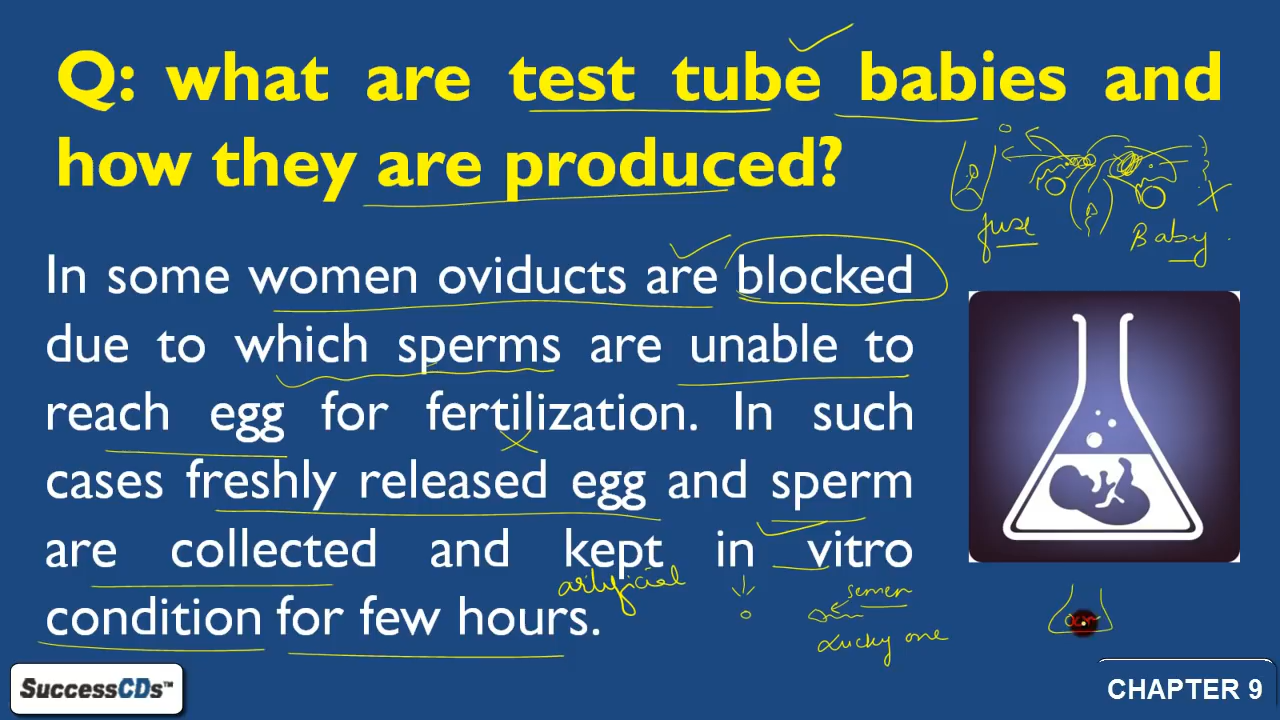 Q: what are test tube babies and
how they are produced?
fuse
Baby
In some women oviducts are blocked
due to which sperms are unable to
reach egg for fertilization. In such
cases freshly released egg and sperm
are collected and kept in vitro
artificial
semen
condition for few hours.
Lucky one
SuccessCDs™
CHAPTER 9